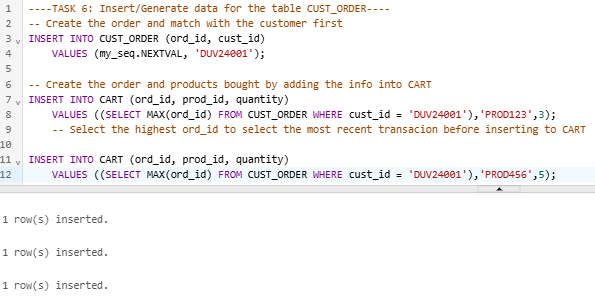 1 ----TASK 6: Insert/Generate data for the table CUST_ORDER----
2 -- Create the order and match with the customer first
3 INSERT INTO CUST_ORDER (ord_id, cust_id)
4 VALUES (my_seq.NEXTVAL, 'DUV24001');
5
6 -- Create the order and products bought by adding the info into CART
7 INSERT INTO CART (ord_id, prod_id, quantity)
8 VALUES ((SELECT MAX(ord_id) FROM CUST_ORDER WHERE cust_id = 'DUV24001'),'PROD123',3);
9 -- Select the highest ord_id to select the most recent transacion before inserting to CART
10
11 INSERT INTO CART (ord_id, prod_id, quantity)
12 VALUES ((SELECT MAX(ord_id) FROM CUST_ORDER WHERE cust_id = 'DUV24001'),'PROD456',5);
1 row(s) inserted.
1 row(s) inserted.
1 row(s) inserted.